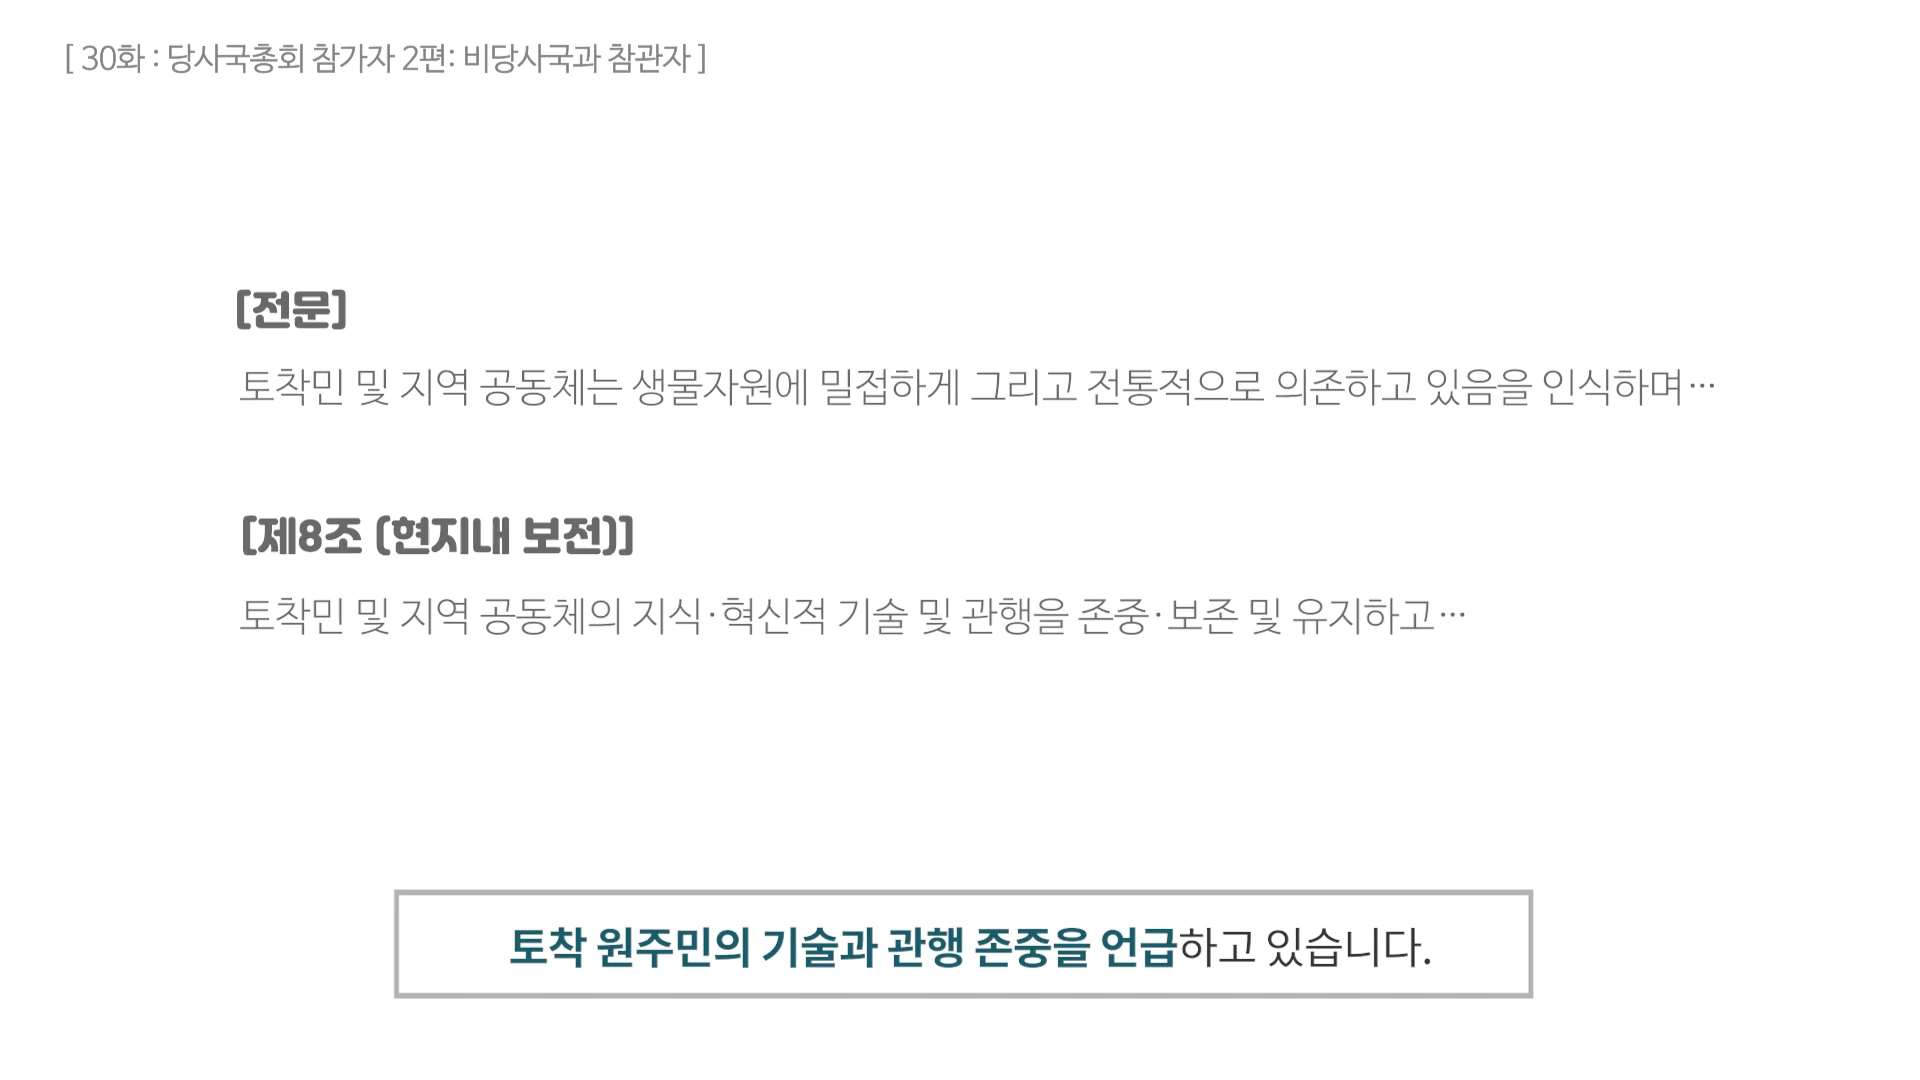 [ 30화 : 당사국총회 참가자 2편: 비당사국과 참관자 ]
[전문]
토착민 및 지역 공동체는 생물자원에 밀접하게 그리고 전통적으로 의존하고 있음을 인식하며…
[제8조 (현지내 보전)]
토착민 및 지역 공동체의 지식·혁신적 기술 및 관행을 존중·보존 및 유지하고…
토착 원주민의 기술과 관행 존중을 언급하고 있습니다.